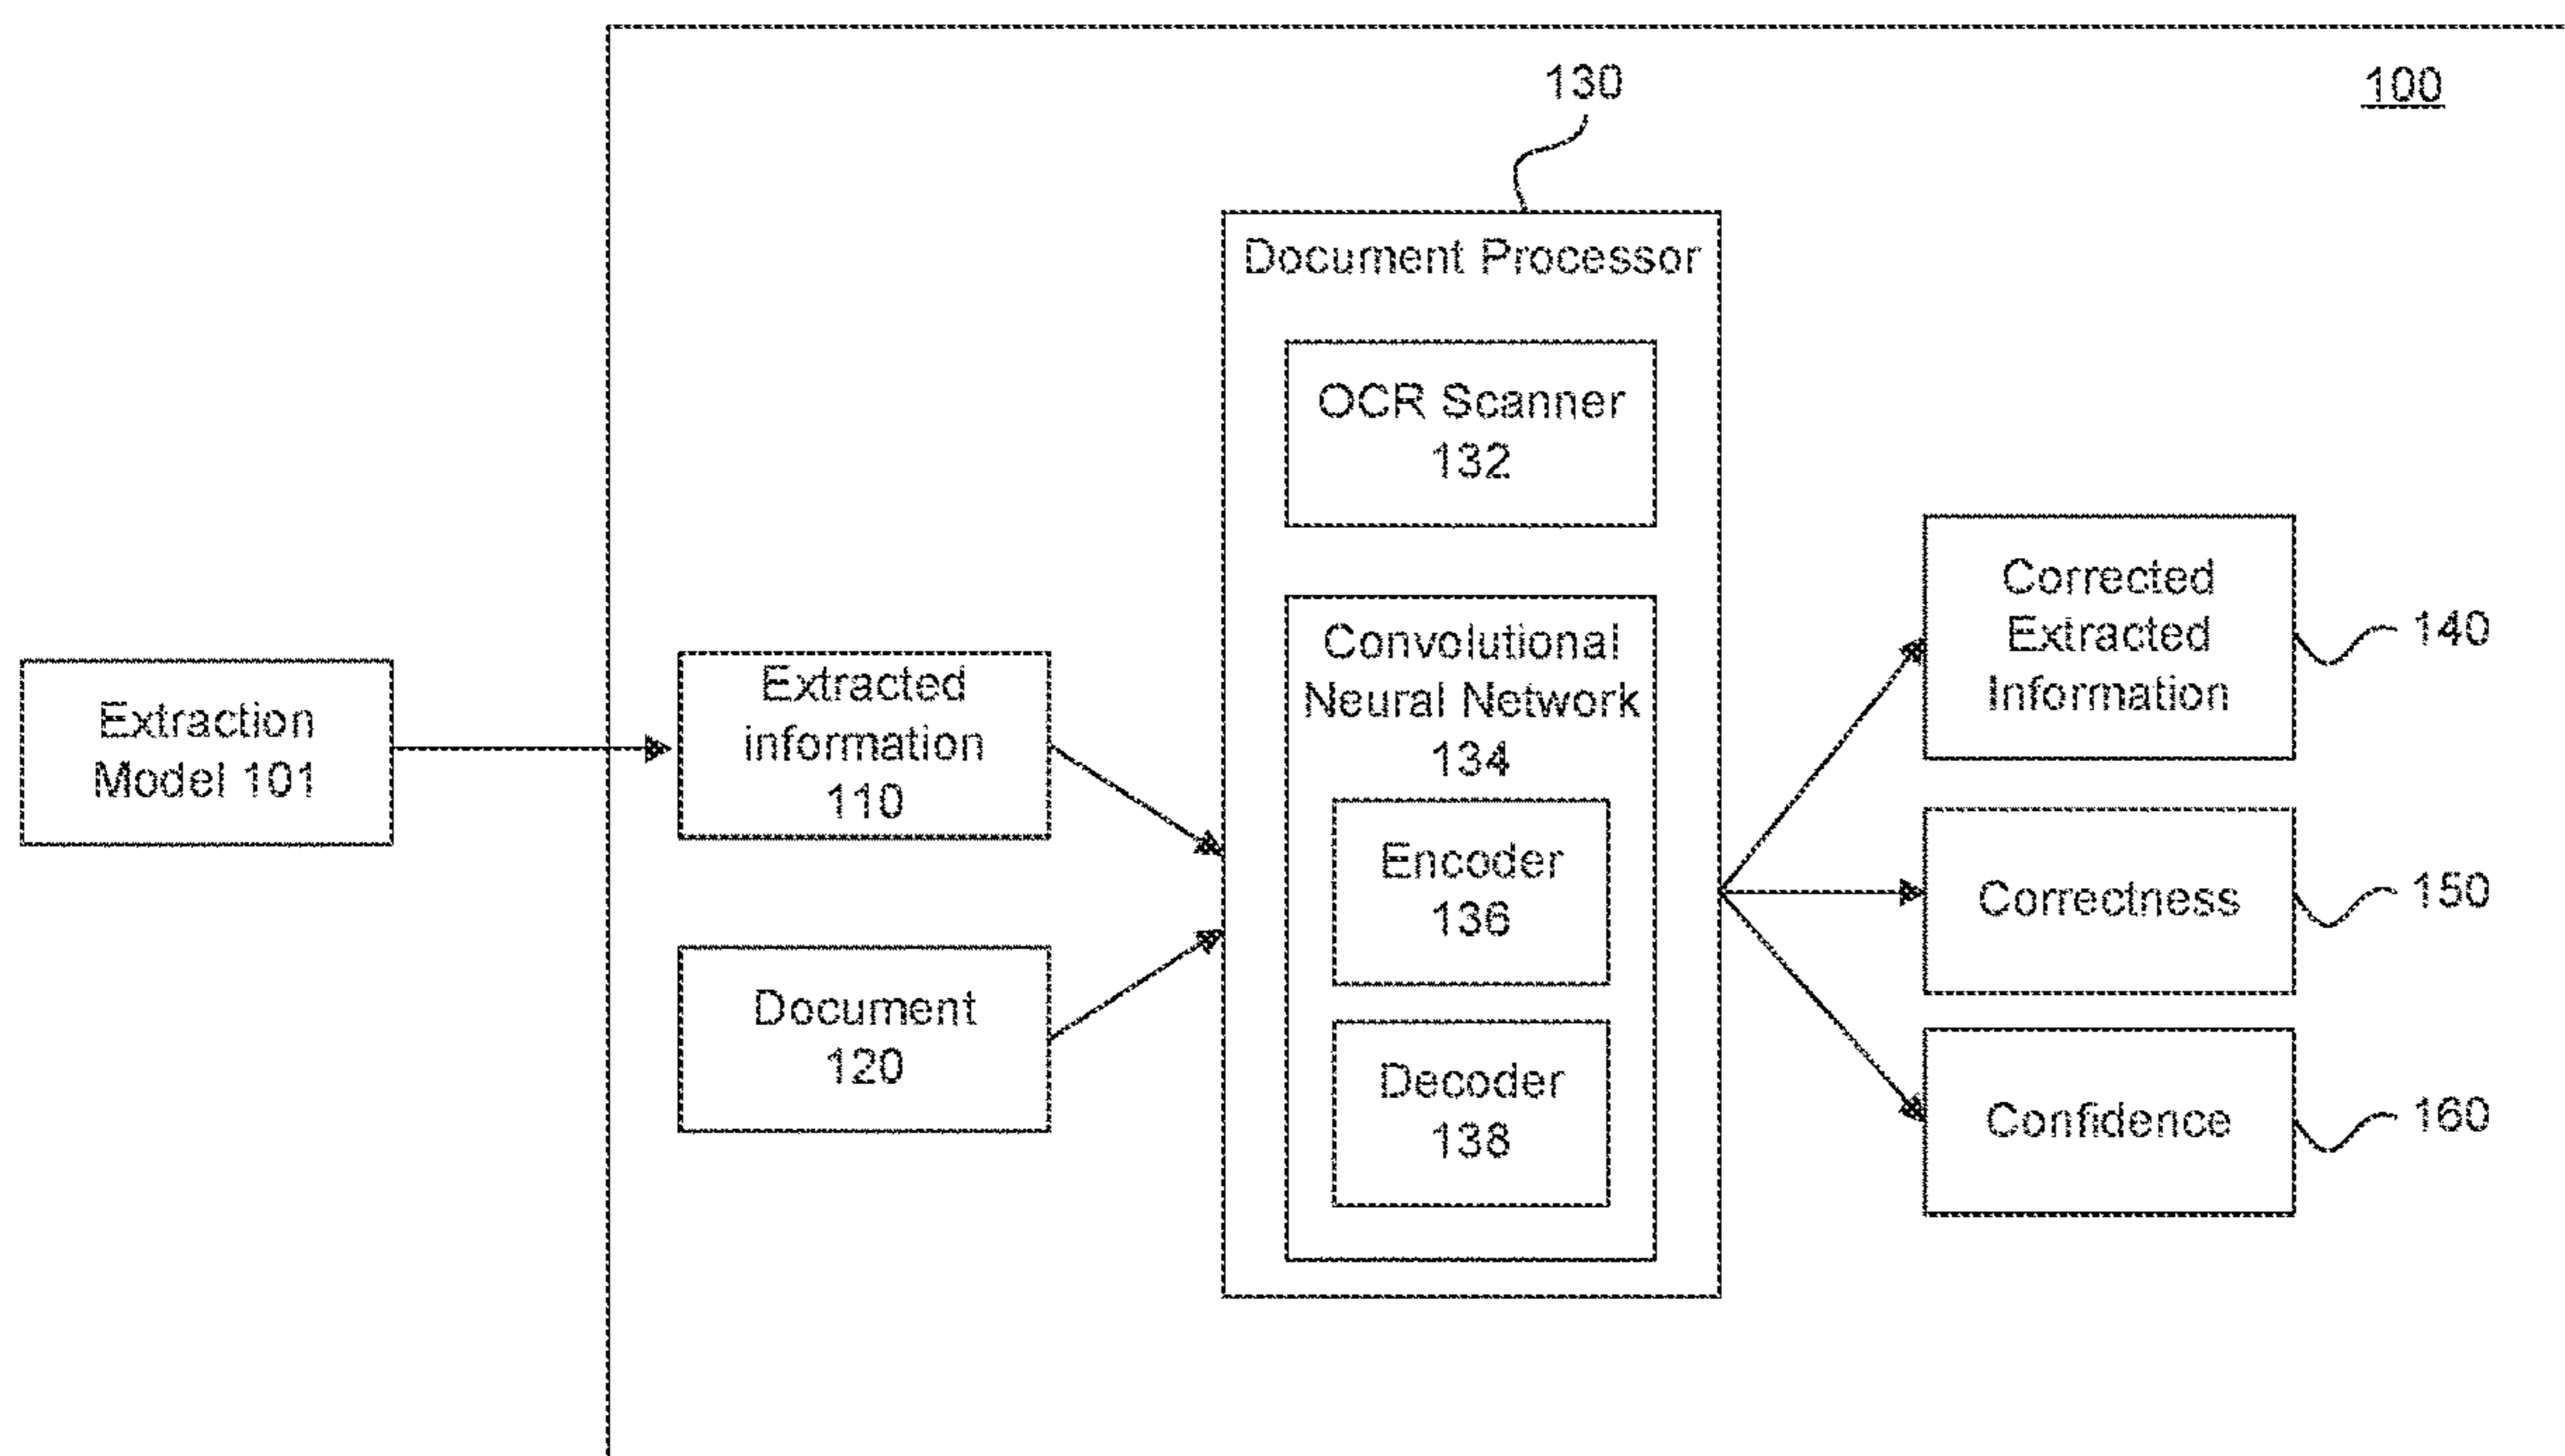 100
130
Document Processor
OCR Scanner
132
Convolutional
Neural Network
134
Encoder
136
Decoder
138
Extraction
Model 101
Extracted
information
110
Document
120
Corrected
Extracted
Information
140
Correctness
150
Confidence
160